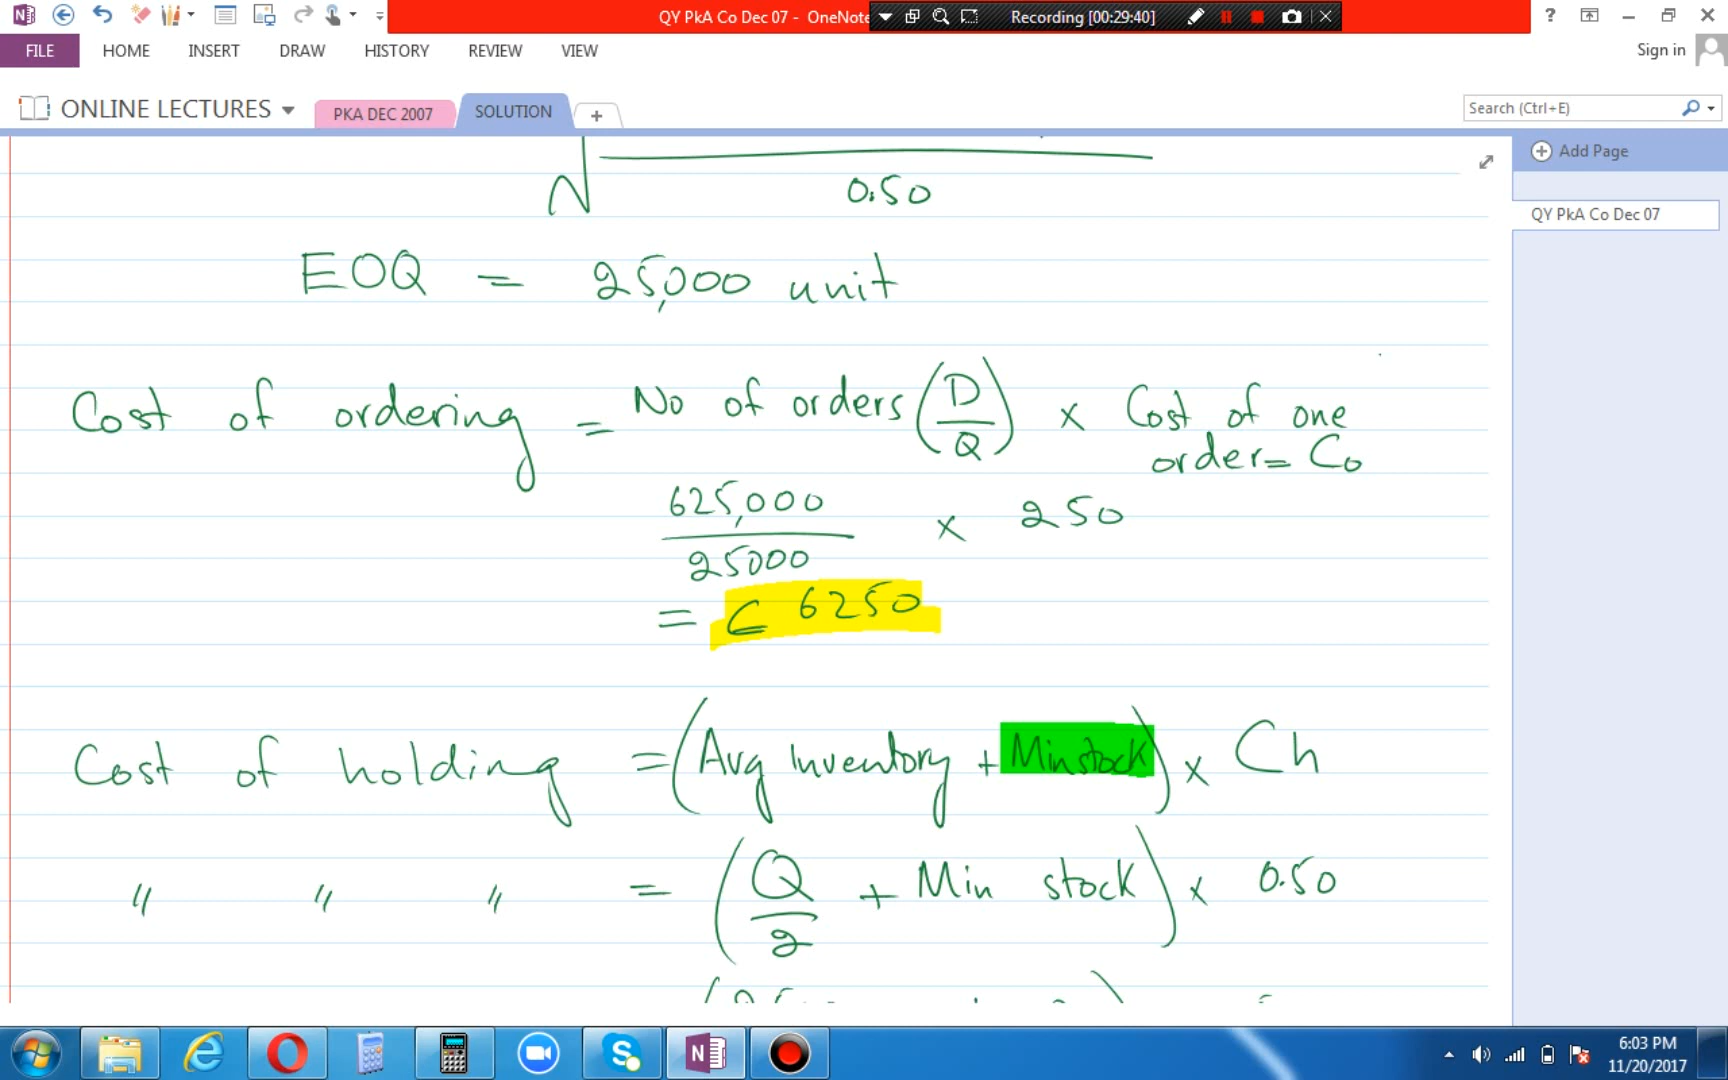 QY PkA Co Dec 07 - OneNote
Recording [00:29:40]
FILE HOME INSERT DRAW HISTORY REVIEW VIEW
Sign in
ONLINE LECTURES
PKA DEC 2007
SOLUTION
Search (Ctrl+E)
Add Page
QY PkA Co Dec 07
0.50
EOQ = 25,000 unit
Cost of ordering = No of orders (D/Q) x Cost of one
order = Co
625,000
25000
x 250
= € 6250
Cost of holding = (Avg Inventory + Min stock) x Ch
" " " = (Q/2 + Min stock) x 0.50
6:03 PM
11/20/2017